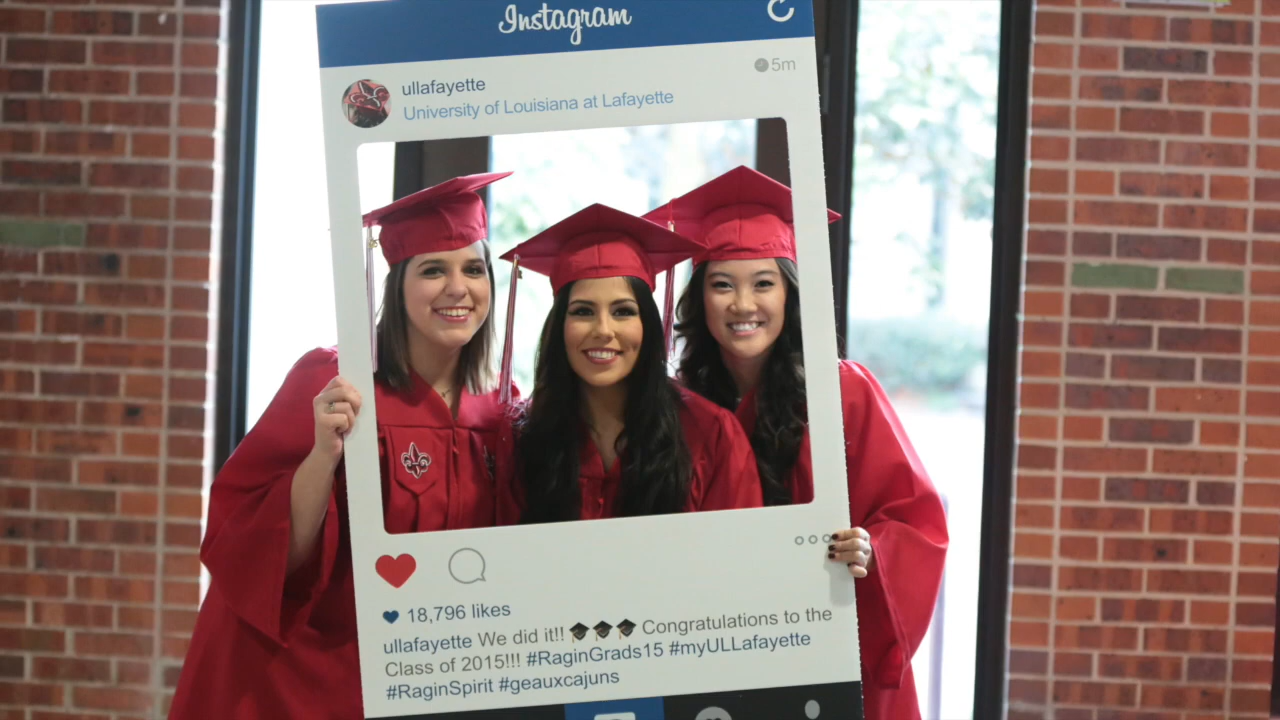 Instagram
ullafayette
5m
University of Louisiana at Lafayette
18,796 likes
ullafayette We did it!! 🎓🎓🎓 Congratulations to the
Class of 2015!!! #RaginGrads15 #myULLafayette
#RaginSpirit #geauxcajuns